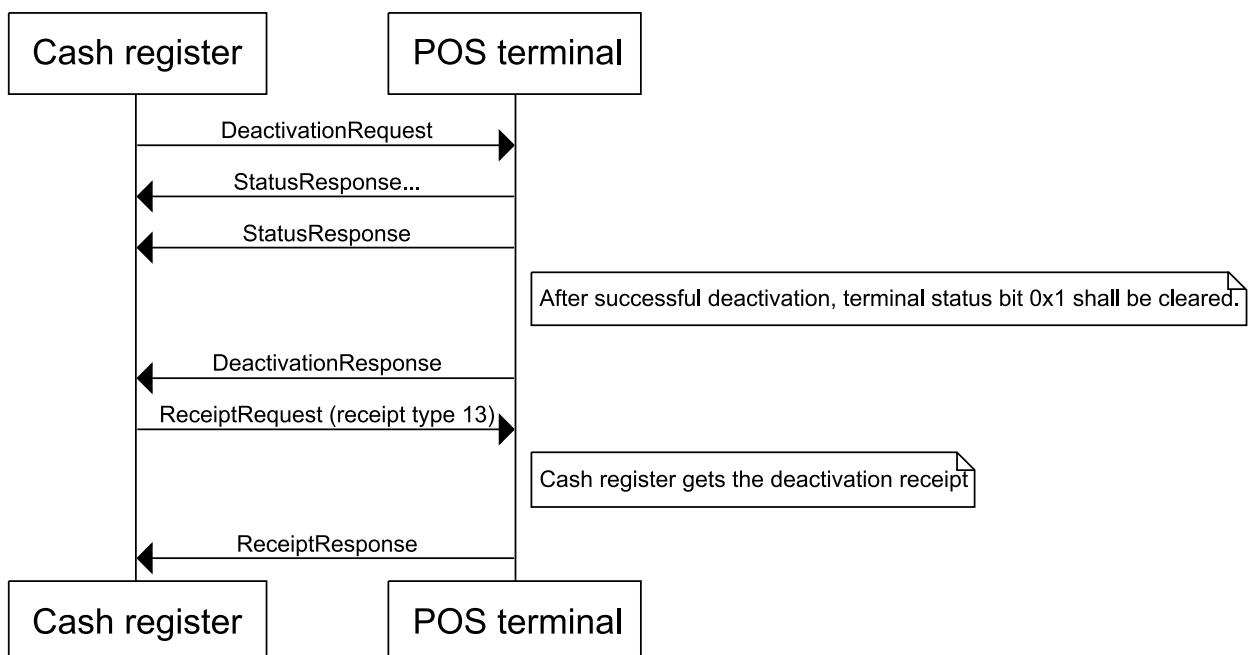 Cash register
POS terminal
DeactivationRequest
StatusResponse...
StatusResponse
After successful deactivation, terminal status bit 0x1 shall be cleared.
DeactivationResponse
ReceiptRequest (receipt type 13)
Cash register gets the deactivation receipt
ReceiptResponse
Cash register
POS terminal